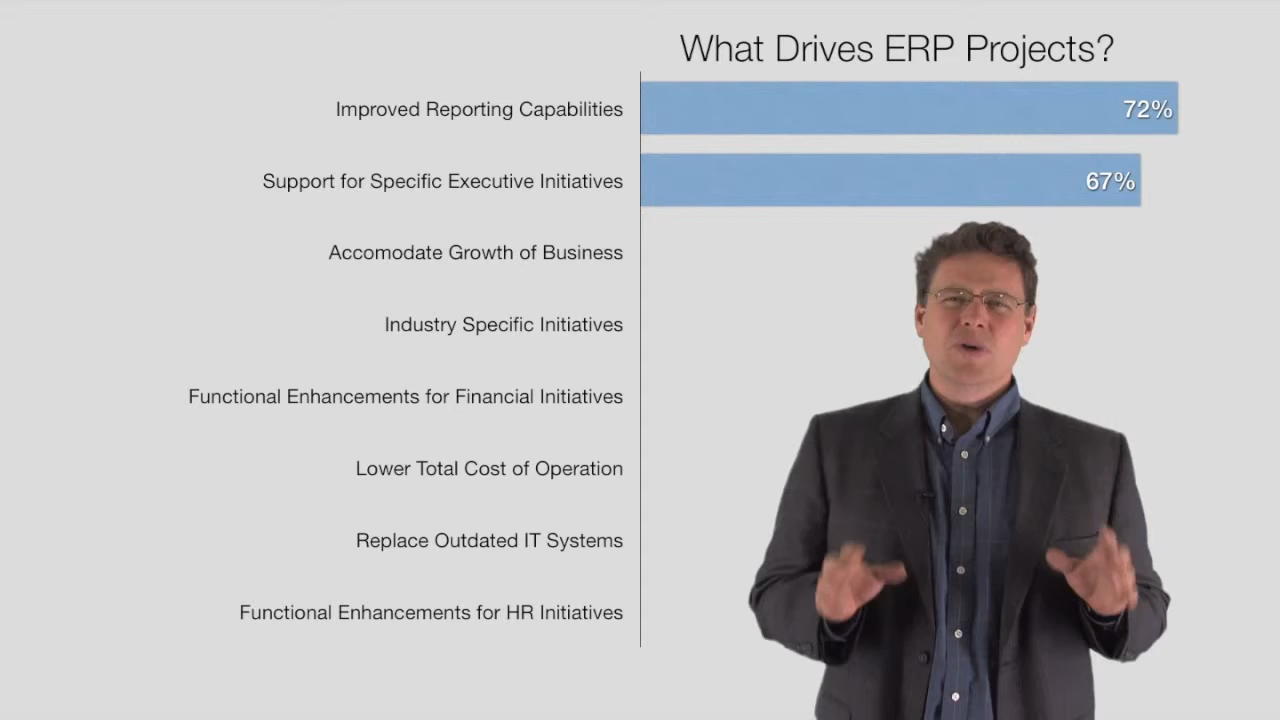 What Drives ERP Projects?
Improved Reporting Capabilities 72%
Support for Specific Executive Initiatives 67%
Accomodate Growth of Business
Industry Specific Initiatives
Functional Enhancements for Financial Initiatives
Lower Total Cost of Operation
Replace Outdated IT Systems
Functional Enhancements for HR Initiatives